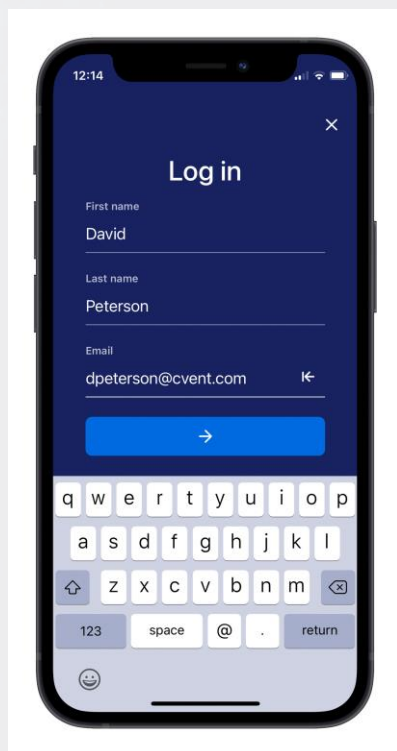 12:14
Log in
First name
David
Last name
Peterson
Email
dpeterson@cvent.com
q w e r t y u i o p
a s d f g h j k l
z x c v b n m
123 space @ . return